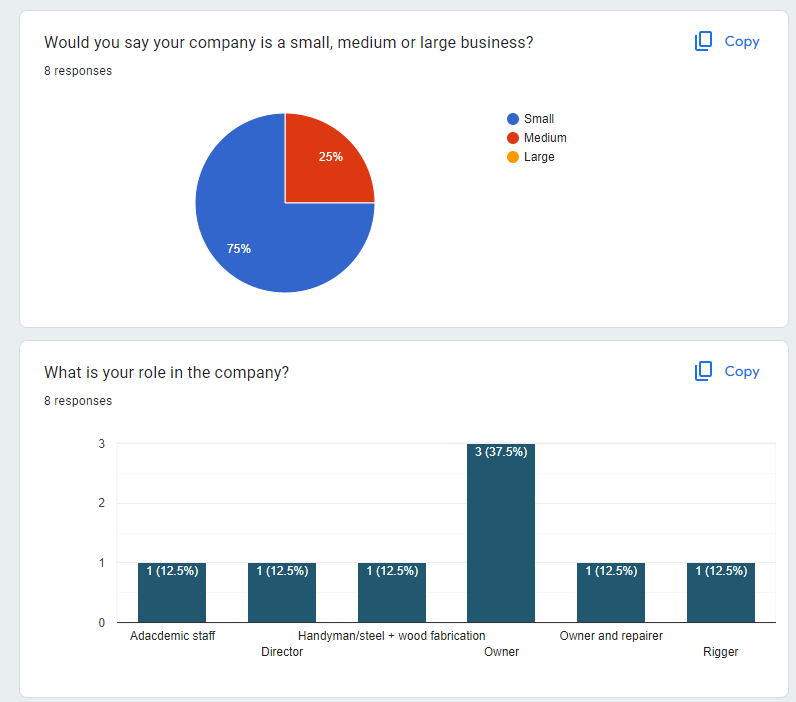 Would you say your company is a small, medium or large business?
Copy
8 responses
Small
Medium
Large
25%
75%
What is your role in the company?
Copy
8 responses
3
2
1
0
1 (12.5%)
1 (12.5%)
1 (12.5%)
3 (37.5%)
1 (12.5%)
1 (12.5%)
Adacdemic staff
Director
Handyman/steel + wood fabrication
Owner
Owner and repairer
Rigger